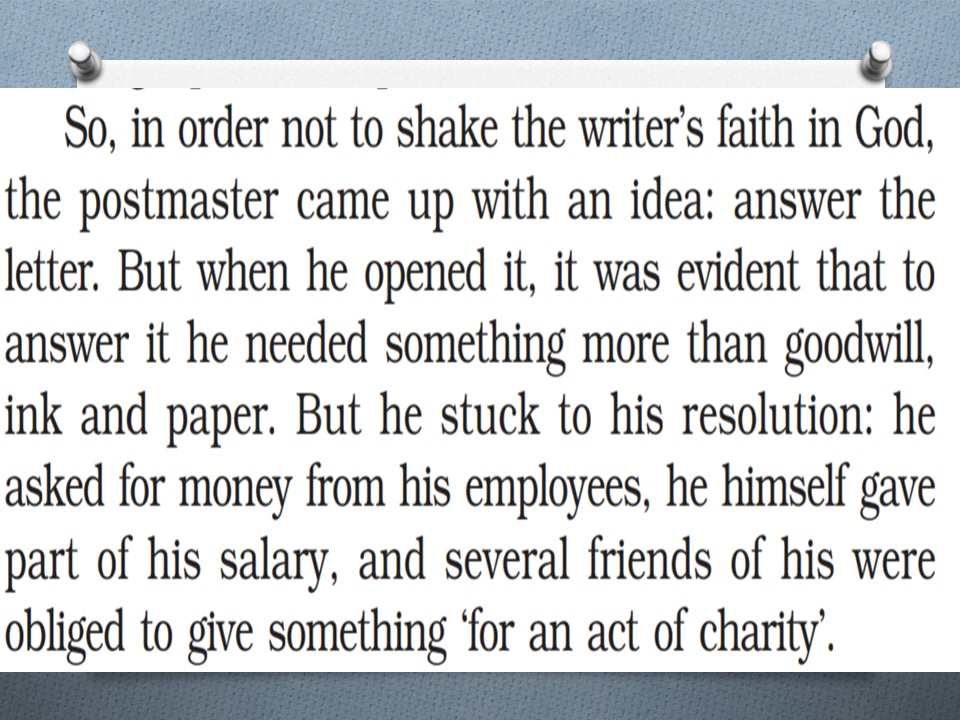 So, in order not to shake the writer's faith in God,
the postmaster came up with an idea: answer the
letter. But when he opened it, it was evident that to
answer it he needed something more than goodwill,
ink and paper. But he stuck to his resolution: he
asked for money from his employees, he himself gave
part of his salary, and several friends of his were
obliged to give something ‘for an act of charity’.